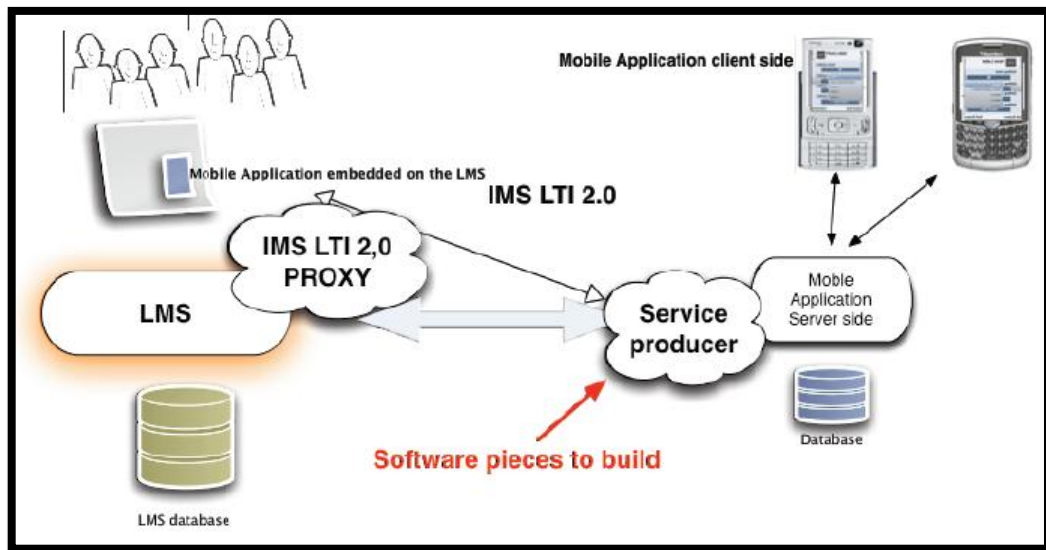 Mobile Application client side
Mobile Application embedded on the LMS
IMS LTI 2.0
IMS LTI 2,0
PROXY
LMS
Service
producer
Moble
Application
Server side
Software pieces to build
Database
LMS database